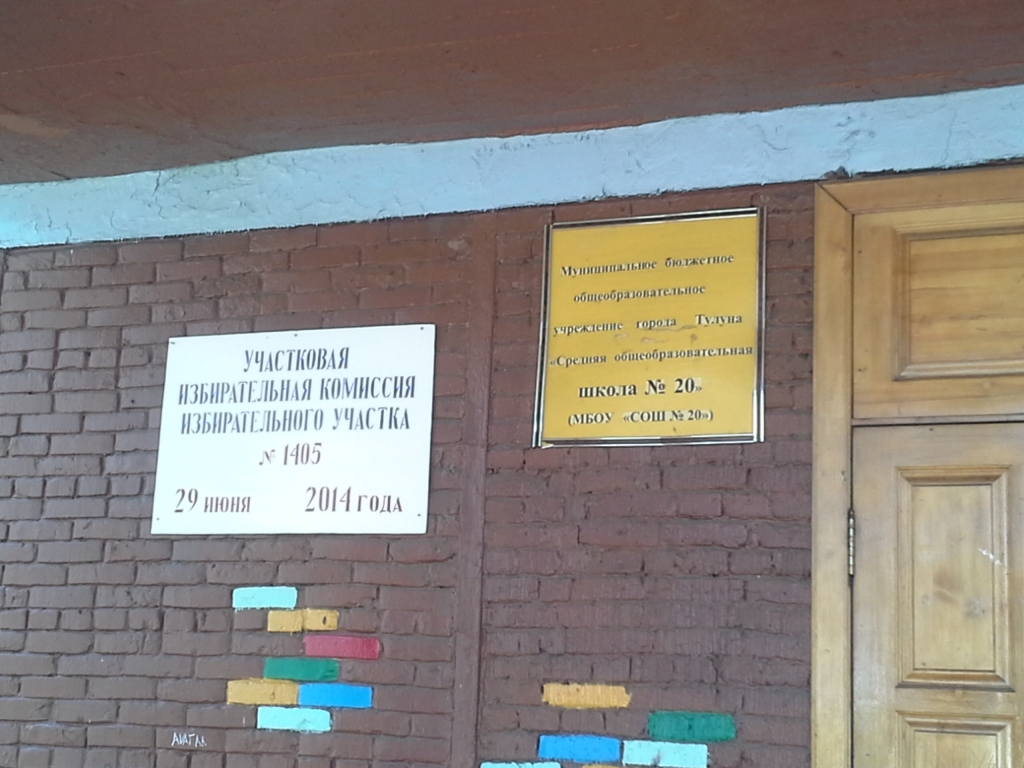 УЧАСТКОВАЯ
ИЗБИРАТЕЛЬНАЯ КОМИССИЯ
ИЗБИРАТЕЛЬНОГО УЧАСТКА
№ 1405
29 ИЮНЯ 2014 ГОДА
Муниципальное бюджетное
общеобразовательное
учреждение города Тулуна
«Средняя общеобразовательная
школа № 20»
(МБОУ «СОШ № 20»)